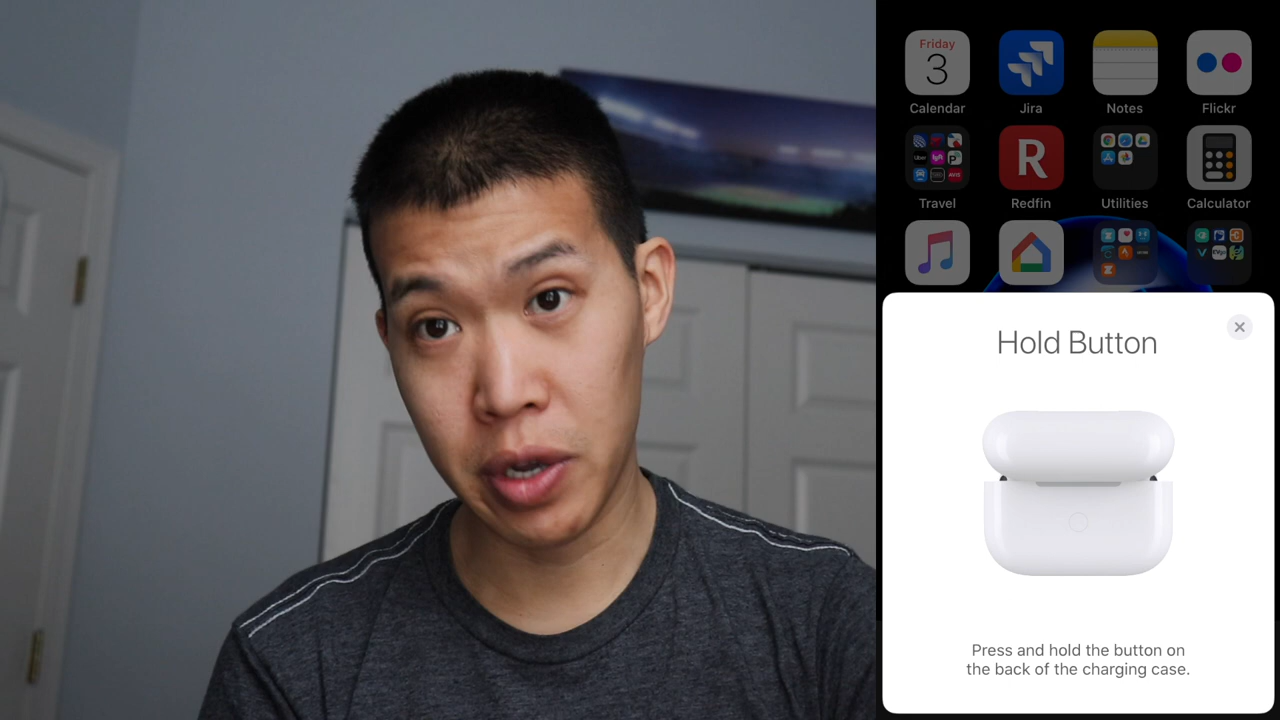 Friday
3
Calendar
Jira
Notes
Flickr
Uber
R
Travel
Redfin
Utilities
Calculator
Hold Button
Press and hold the button on
the back of the charging case.